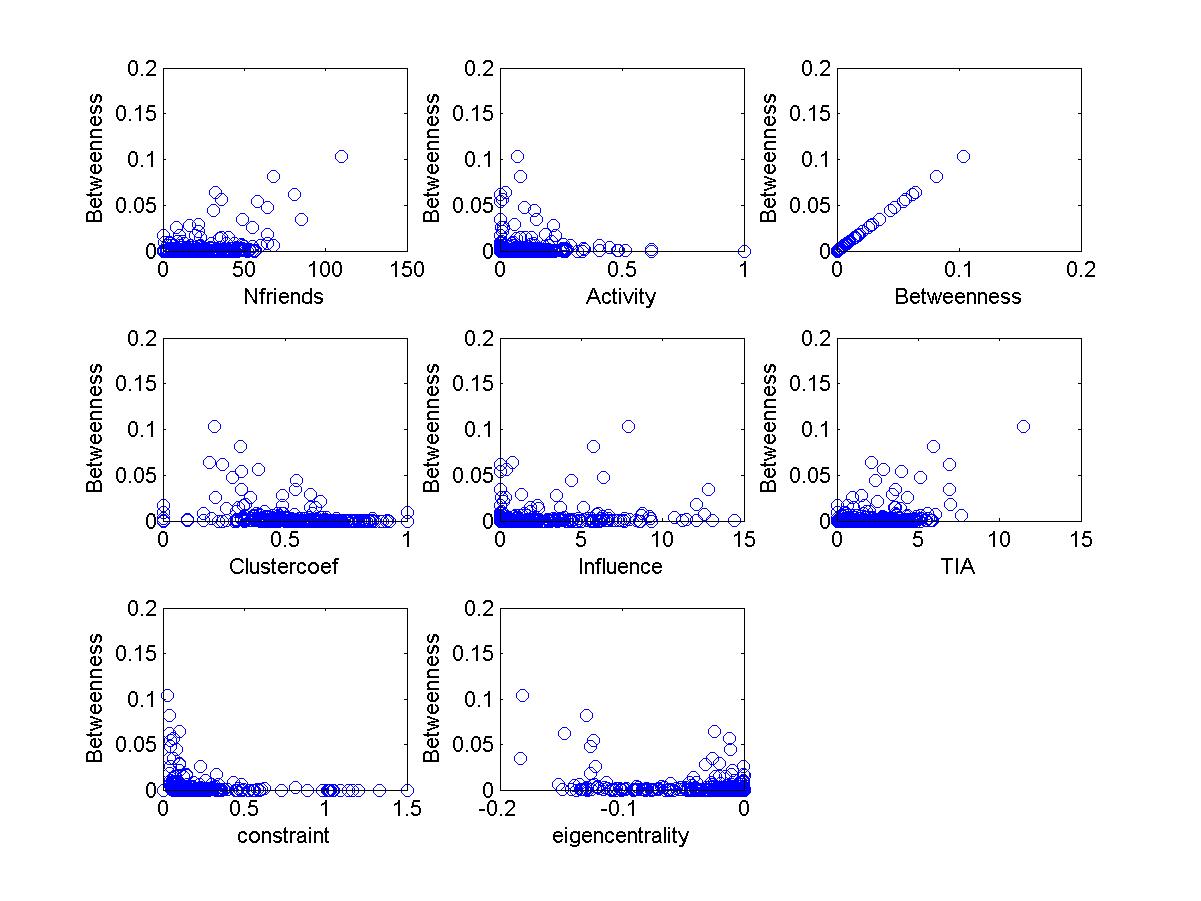 0.2 0.2 0.2
0.15 0.15 0.15
0.1 0.1 0.1
0.05 0.05 0.05
0 0 0
Betweenness Betweenness Betweenness
0 50 100 150 0 0.5 1 0 0.1 0.2
Nfriends Activity Betweenness
0.2 0.2 0.2
0.15 0.15 0.15
0.1 0.1 0.1
0.05 0.05 0.05
0 0 0
Betweenness Betweenness Betweenness
0 0.5 1 0 5 10 15 0 5 10 15
Clustercoef Influence TIA
0.2 0.2
0.15 0.15
0.1 0.1
0.05 0.05
0 0
Betweenness Betweenness
0 0.5 1 1.5 -0.2 -0.1 0
constraint eigencentrality